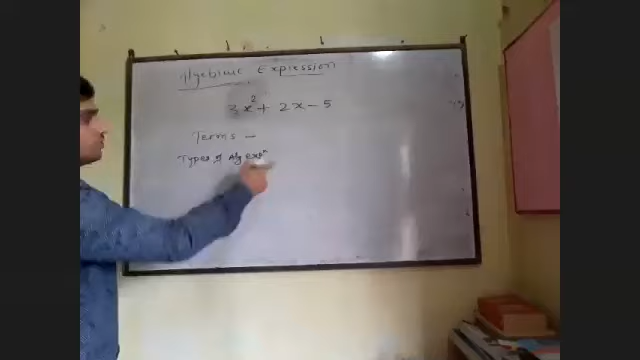 Algebraic Expression
3x² + 2x - 5
Terms -
Types of Alg Expⁿ